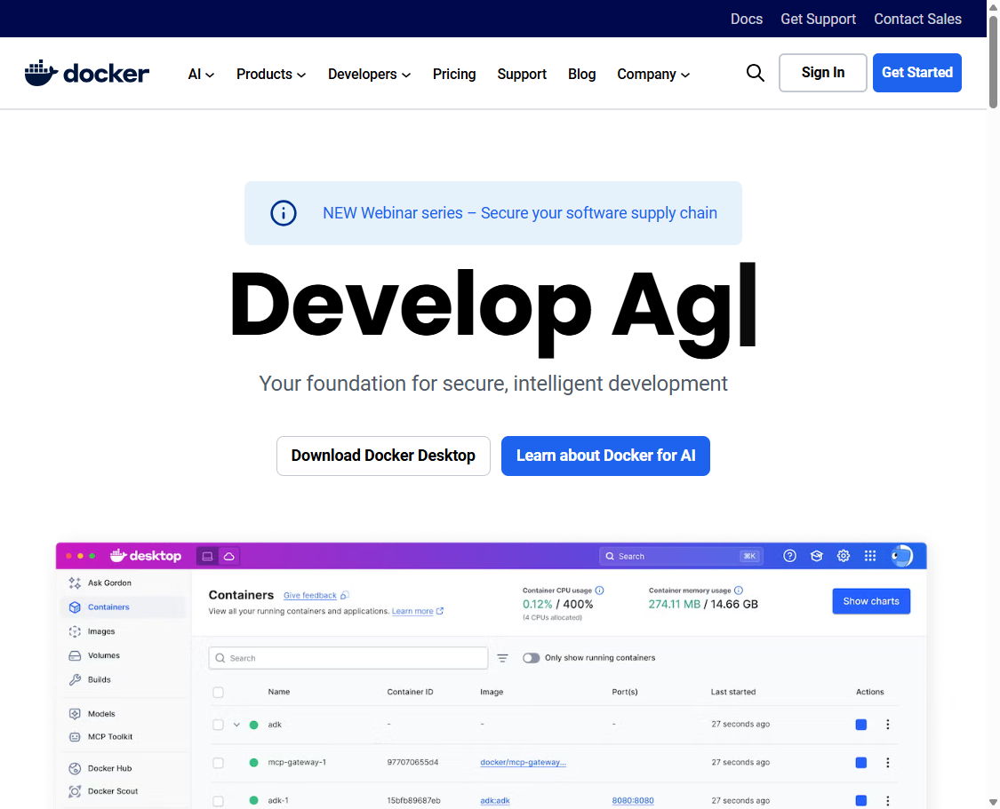 Docs Get Support Contact Sales
docker AI Products Developers Pricing Support Blog Company Sign In Get Started
NEW Webinar series – Secure your software supply chain
Develop Agl
Your foundation for secure, intelligent development
Download Docker Desktop Learn about Docker for AI
desktop Search ⌘K
Ask Gordon
Containers
Images
Volumes
Builds
Models
MCP Toolkit
Docker Hub
Docker Scout
Containers Give feedback
View all your running containers and applications. Learn more
Container CPU usage
0.12% / 400%
(4 CPUs allocated)
Container memory usage
274.11 MB / 14.66 GB
Show charts
Search Only show running containers
Name Container ID Image Port(s) Last started Actions
adk - - - 27 seconds ago
mcp-gateway-1 977070655d4 docker/mcp-gateway... 27 seconds ago
adk-1 15bfb89687eb adk:adk 8080:8080 27 seconds ago